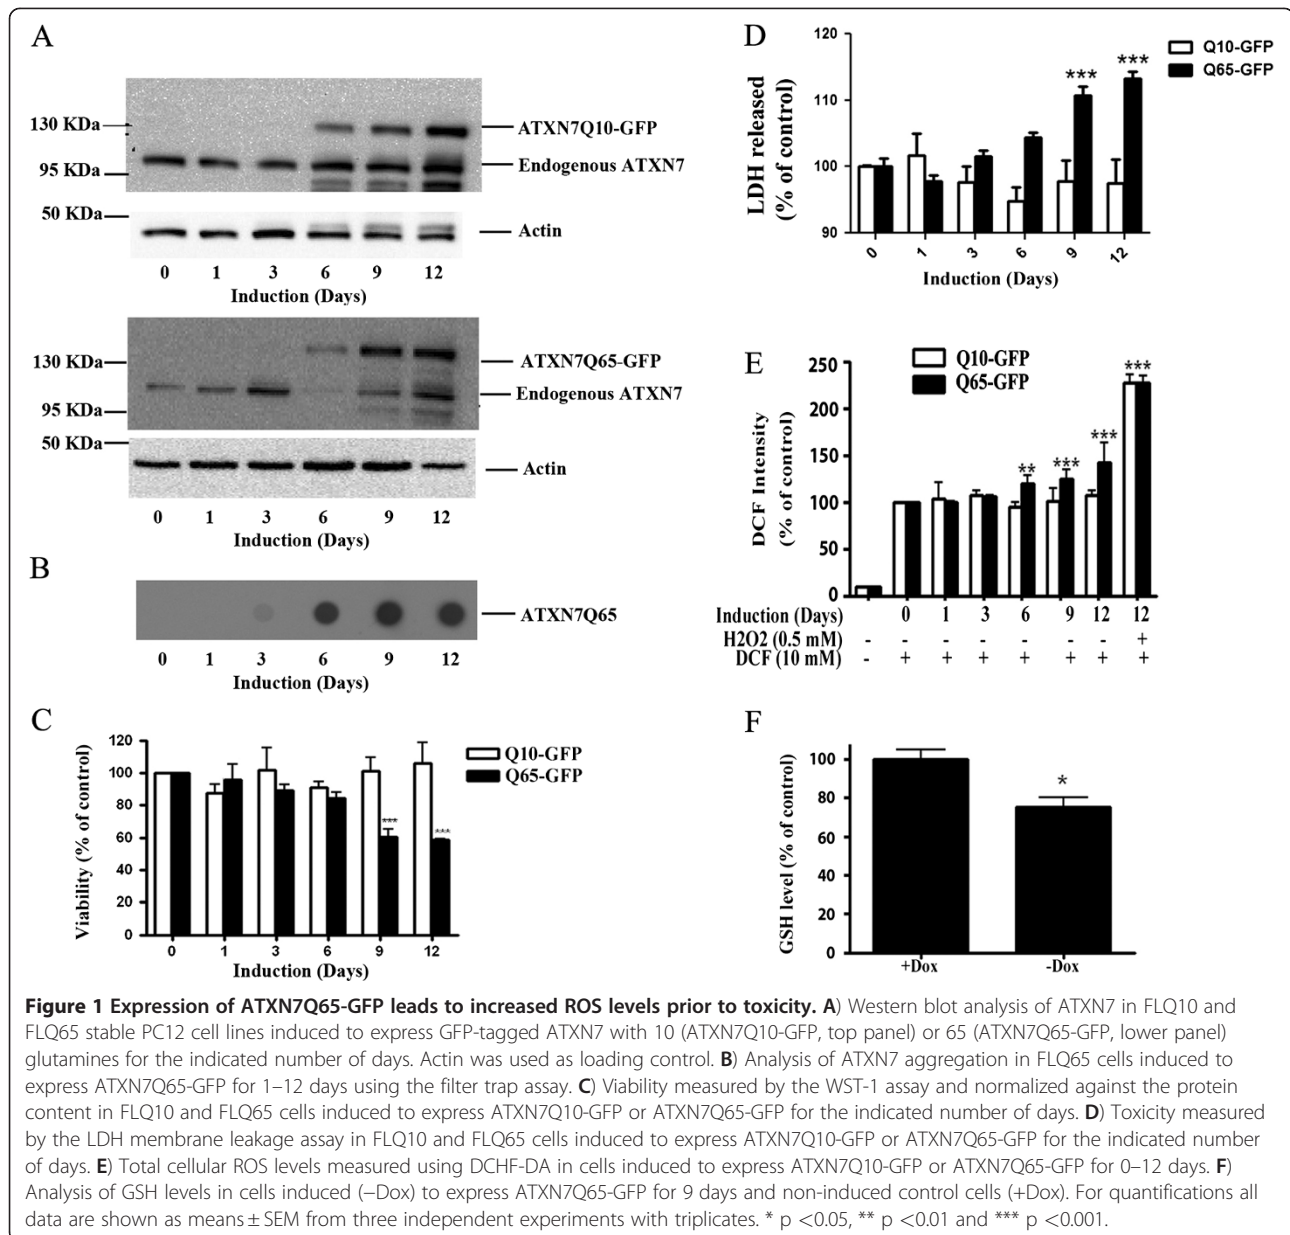 A
130 KDa
95 KDa
50 KDa
ATXN7Q10-GFP
Endogenous ATXN7
Actin
0 1 3 6 9 12
Induction (Days)
130 KDa
95 KDa
50 KDa
ATXN7Q65-GFP
Endogenous ATXN7
Actin
0 1 3 6 9 12
Induction (Days)
B
ATXN7Q65
0 1 3 6 9 12
Induction (Days)
C
Viability (% of control)
120
100
80
60
40
20
0
Q10-GFP
Q65-GFP
***
***
0 1 3 6 9 12
Induction (Days)
D
LDH released
(% of control)
120
110
100
90
Q10-GFP
Q65-GFP
***
***
0 1 3 6 9 12
Induction (Days)
E
DCF Intensity
(% of control)
250
200
150
100
50
0
Q10-GFP
Q65-GFP
**
***
***
***
Induction (Days) 0 1 3 6 9 12 12
H2O2 (0.5 mM) - - - - - - +
DCF (10 mM) - + + + + + + +
F
GSH level (% of control)
100
80
60
40
20
0
*
+Dox -Dox
Figure 1 Expression of ATXN7Q65-GFP leads to increased ROS levels prior to toxicity. A) Western blot analysis of ATXN7 in FLQ10 and
FLQ65 stable PC12 cell lines induced to express GFP-tagged ATXN7 with 10 (ATXN7Q10-GFP, top panel) or 65 (ATXN7Q65-GFP, lower panel)
glutamines for the indicated number of days. Actin was used as loading control. B) Analysis of ATXN7 aggregation in FLQ65 cells induced to
express ATXN7Q65-GFP for 1–12 days using the filter trap assay. C) Viability measured by the WST-1 assay and normalized against the protein
content in FLQ10 and FLQ65 cells induced to express ATXN7Q10-GFP or ATXN7Q65-GFP for the indicated number of days. D) Toxicity measured
by the LDH membrane leakage assay in FLQ10 and FLQ65 cells induced to express ATXN7Q10-GFP or ATXN7Q65-GFP for the indicated number
of days. E) Total cellular ROS levels measured using DCHF-DA in cells induced to express ATXN7Q10-GFP or ATXN7Q65-GFP for 0–12 days. F)
Analysis of GSH levels in cells induced (−Dox) to express ATXN7Q65-GFP for 9 days and non-induced control cells (+Dox). For quantifications all
data are shown as means ± SEM from three independent experiments with triplicates. * p <0.05, ** p <0.01 and *** p <0.001.